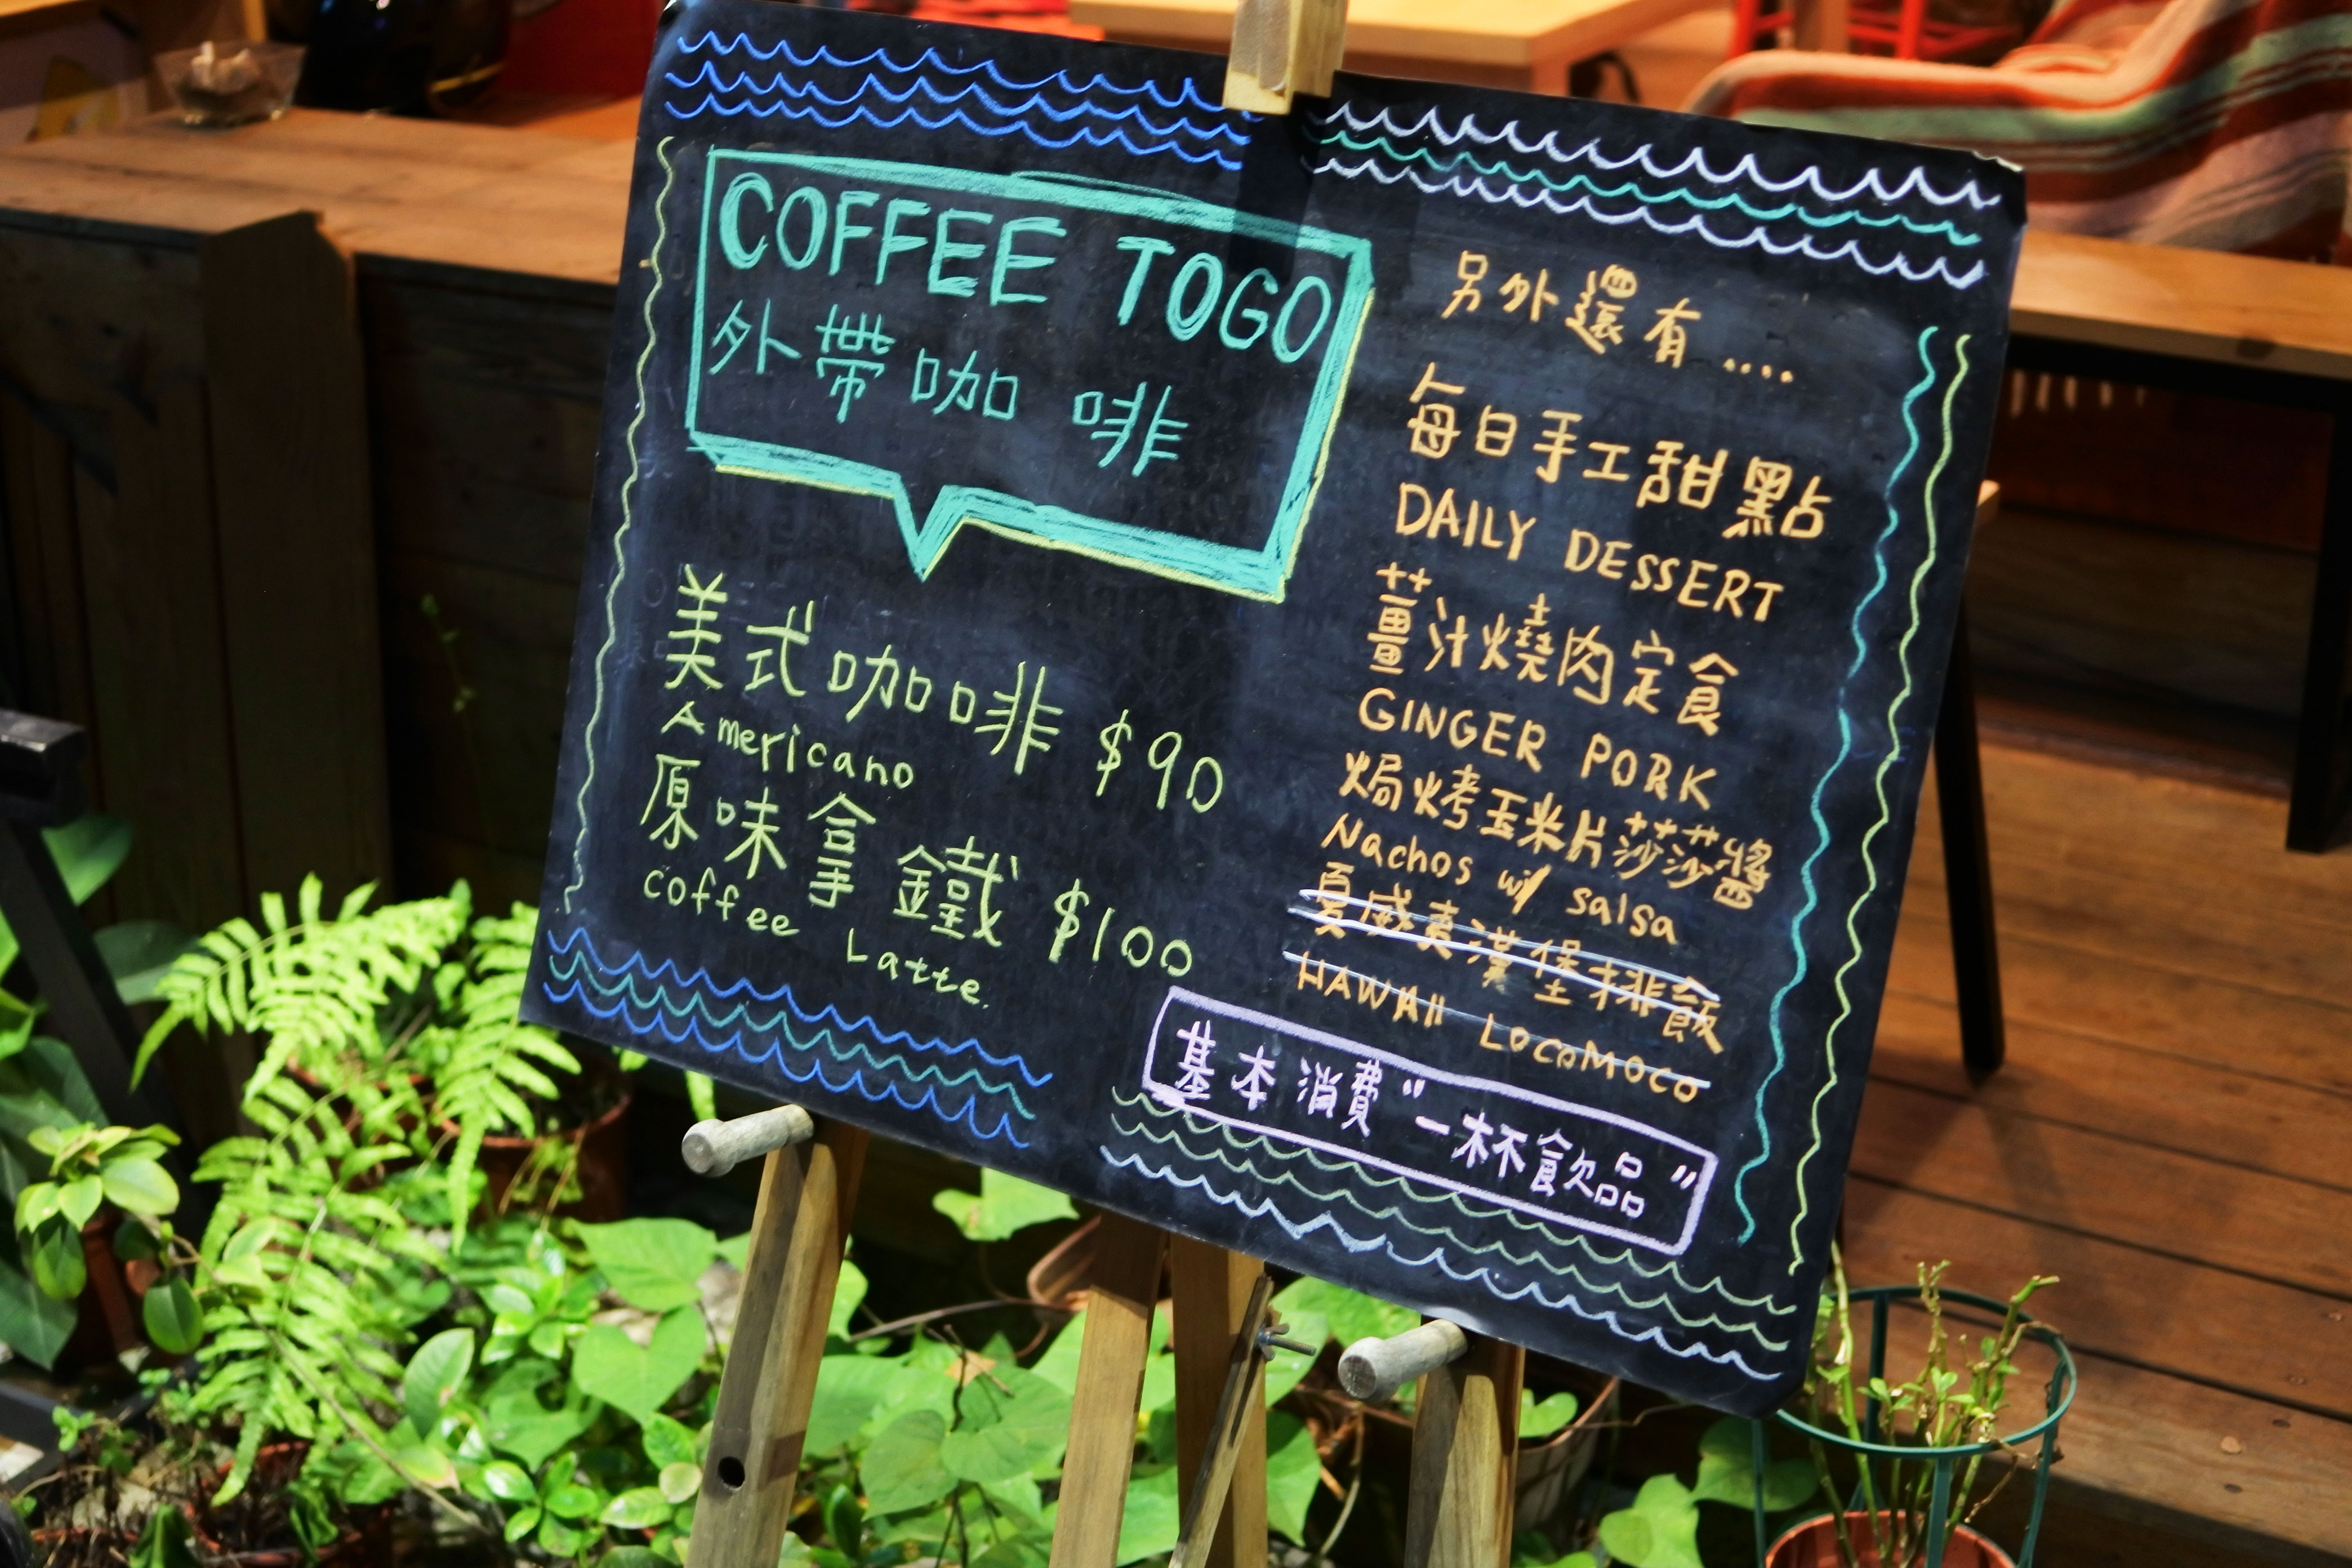 COFFEE TOGO
外帶咖啡
美式咖啡 $90
Americano
原味拿鐵 $100
coffee Latte.
另外還有....
每日手工甜點
DAILY DESSERT
薑汁燒肉定食
GINGER PORK
焗烤玉米片莎莎醬
Nachos w/ salsa
夏威夷漢堡排飯
HAWAII LOCOMOCO
基本消費"一杯飲品"